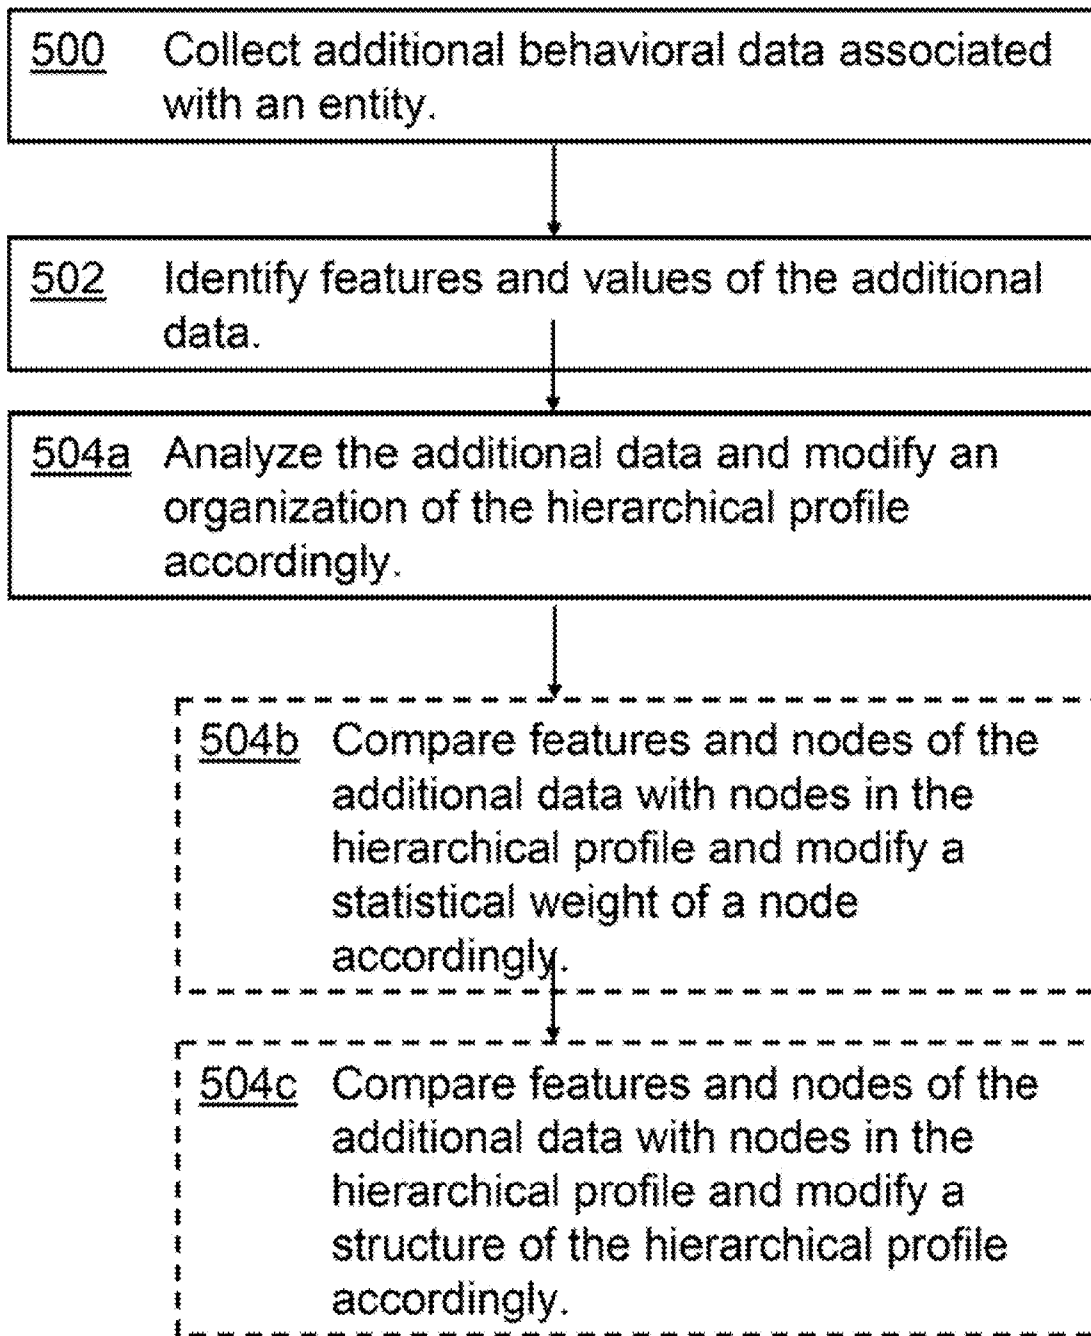 500 Collect additional behavioral data associated
with an entity.
502 Identify features and values of the additional
data.
504a Analyze the additional data and modify an
organization of the hierarchical profile
accordingly.
504b Compare features and nodes of the
additional data with nodes in the
hierarchical profile and modify a
statistical weight of a node
accordingly.
504c Compare features and nodes of the
additional data with nodes in the
hierarchical profile and modify a
structure of the hierarchical profile
accordingly.